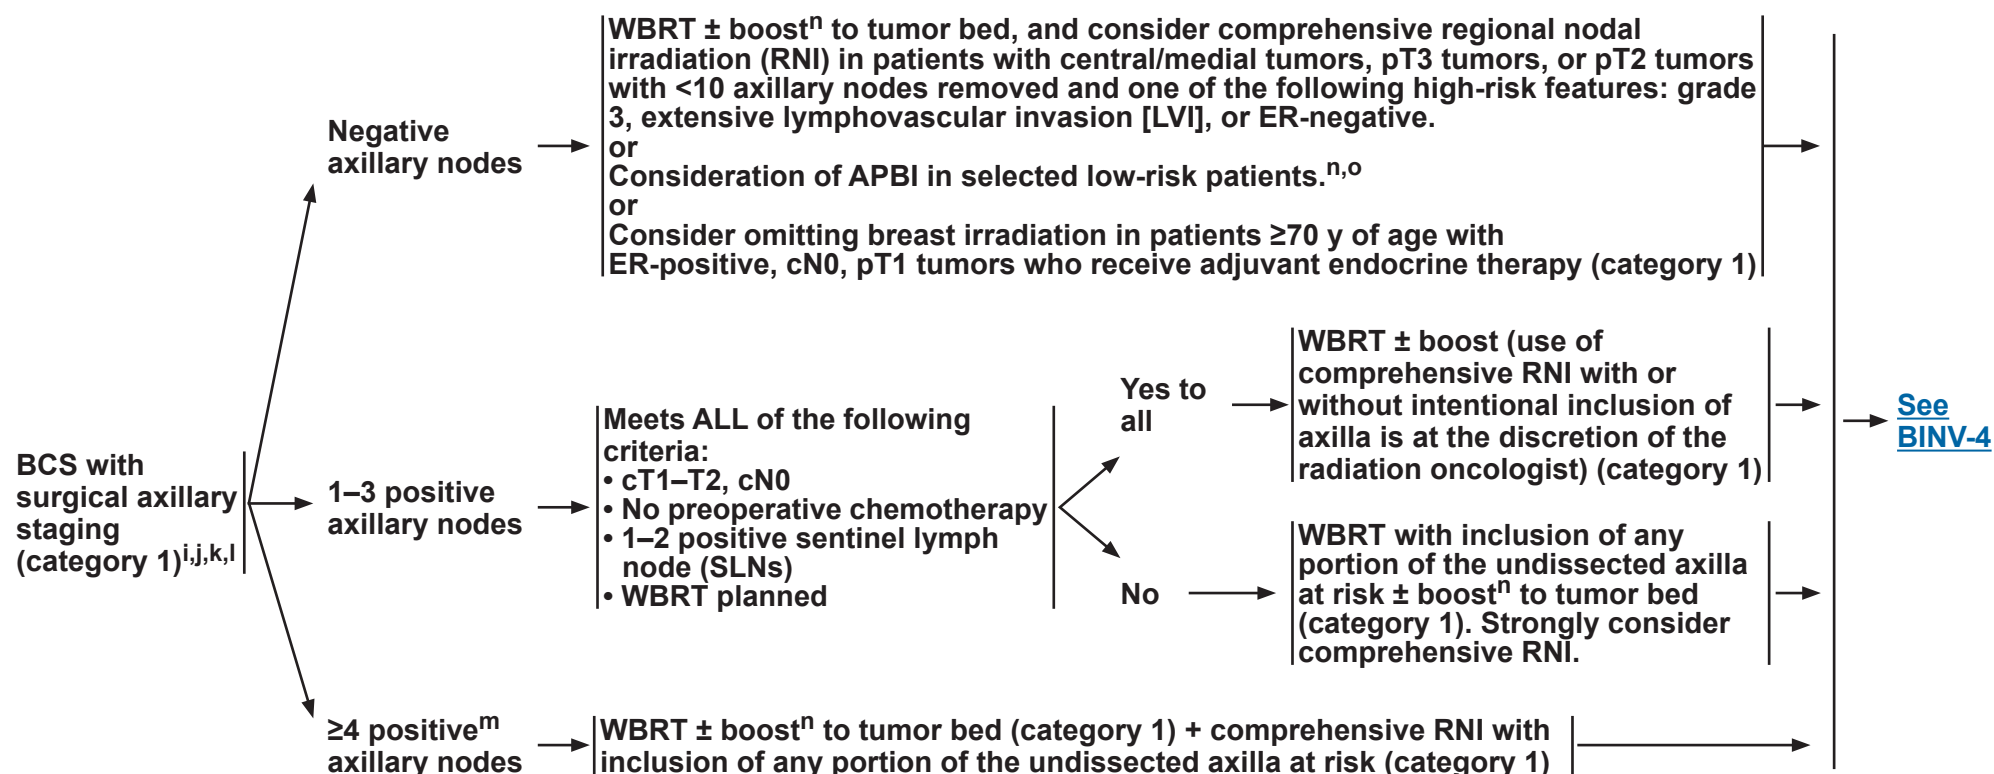 WBRT ± boostn to tumor bed, and consider comprehensive regional nodal
irradiation (RNI) in patients with central/medial tumors, pT3 tumors, or pT2 tumors
with <10 axillary nodes removed and one of the following high-risk features: grade
3, extensive lymphovascular invasion [LVI], or ER-negative.
or
Consideration of APBI in selected low-risk patients.n,o
or
Consider omitting breast irradiation in patients ≥70 y of age with
ER-positive, cN0, pT1 tumors who receive adjuvant endocrine therapy (category 1)
Negative
axillary nodes
BCS with
surgical axillary
staging
(category 1)i,j,k,l
1–3 positive
axillary nodes
Meets ALL of the following
criteria:
• cT1–T2, cN0
• No preoperative chemotherapy
• 1–2 positive sentinel lymph
node (SLNs)
• WBRT planned
Yes to
all
WBRT ± boost (use of
comprehensive RNI with or
without intentional inclusion of
axilla is at the discretion of the
radiation oncologist) (category 1)
No
WBRT with inclusion of any
portion of the undissected axilla
at risk ± boostn to tumor bed
(category 1). Strongly consider
comprehensive RNI.
See
BINV-4
≥4 positivem
axillary nodes
WBRT ± boostn to tumor bed (category 1) + comprehensive RNI with
inclusion of any portion of the undissected axilla at risk (category 1)